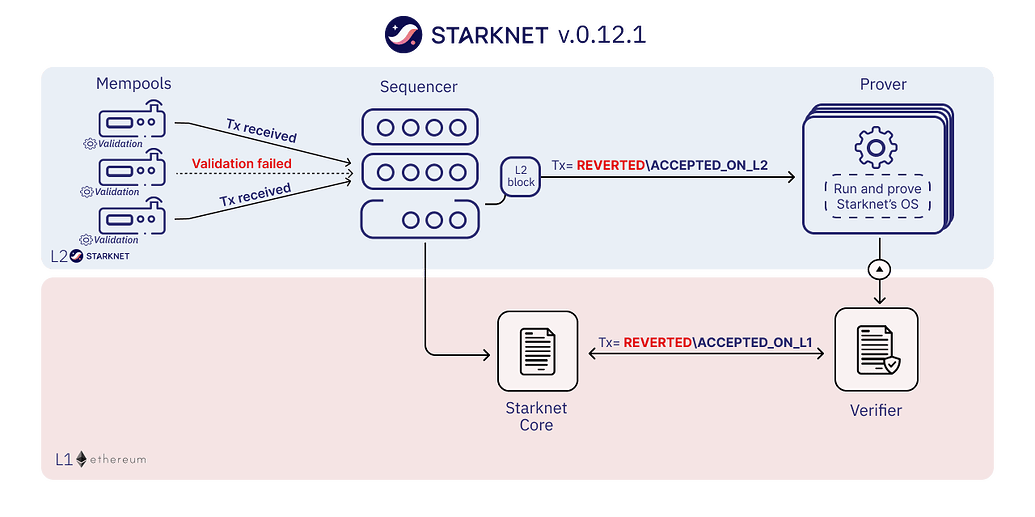 STARKNET v.0.12.1
Mempools
Sequencer
Prover
Validation
Validation
Validation
Tx received
Validation failed
Tx received
L2
block
Tx= REVERTED\ACCEPTED_ON_L2
Run and prove
Starknet's OS
L2 STARKNET
Tx= REVERTED\ACCEPTED_ON_L1
Starknet
Core
Verifier
L1 ethereum